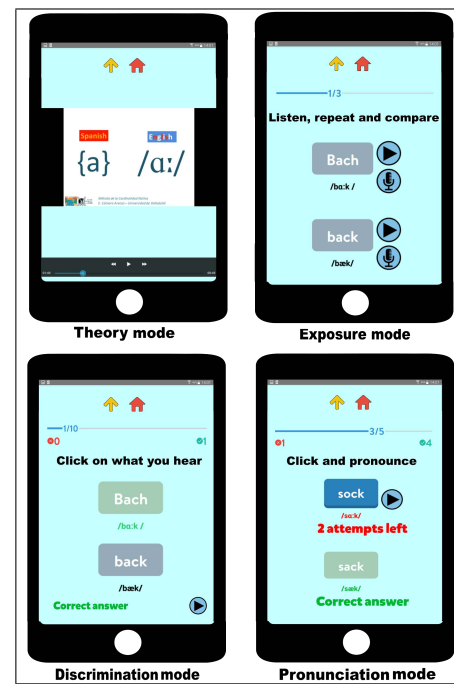 Spanish
English
{a}
/ɑː/
Theory mode
1/3
Listen, repeat and compare
Bach
/bɑːk /
back
/bæk/
Exposure mode
1/10
0
1
Click on what you hear
Bach
/bɑːk /
back
/bæk/
Correct answer
Discrimination mode
3/5
1
4
Click and pronounce
sock
/sɑːk/
2 attempts left
sack
/sæk/
Correct answer
Pronunciation mode